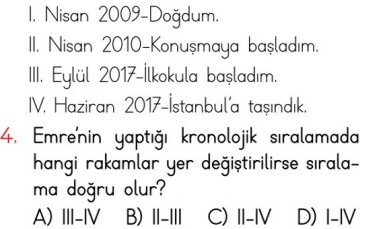 I. Nisan 2009-Doğdum.
II. Nisan 2010-Konuşmaya başladım.
III. Eylül 2017-İlkokula başladım.
IV. Haziran 2017-İstanbul'a taşındık.
4. Emre'nin yaptığı kronolojik sıralamada
hangi rakamlar yer değiştirilirse sırala-
ma doğru olur?
A) III-IV B) II-III C) II-IV D) I-IV